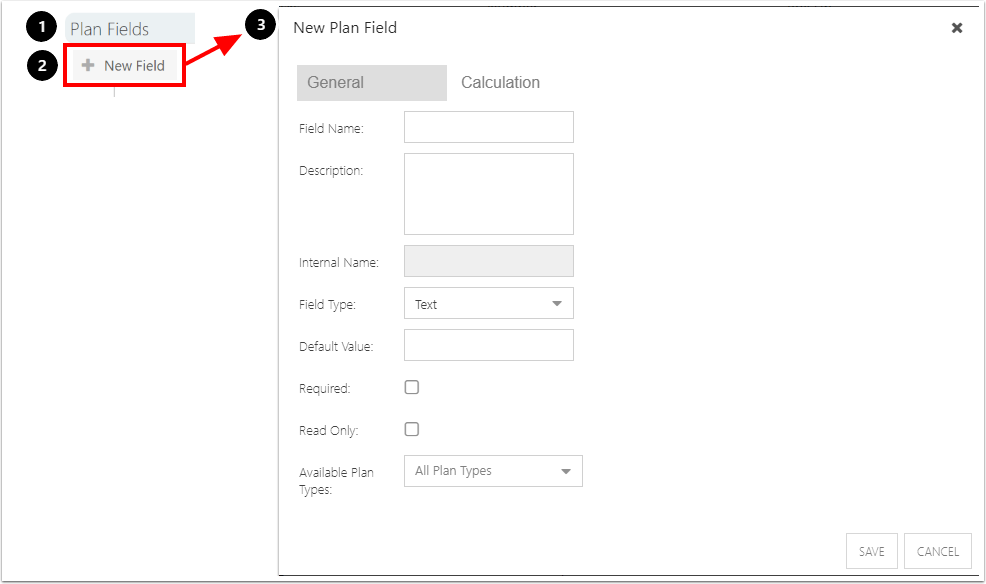 1 Plan Fields
2 New Field
3 New Plan Field
General Calculation
Field Name:
Description:
Internal Name:
Field Type: Text
Default Value:
Required:
Read Only:
Available Plan All Plan Types
Types:
SAVE CANCEL